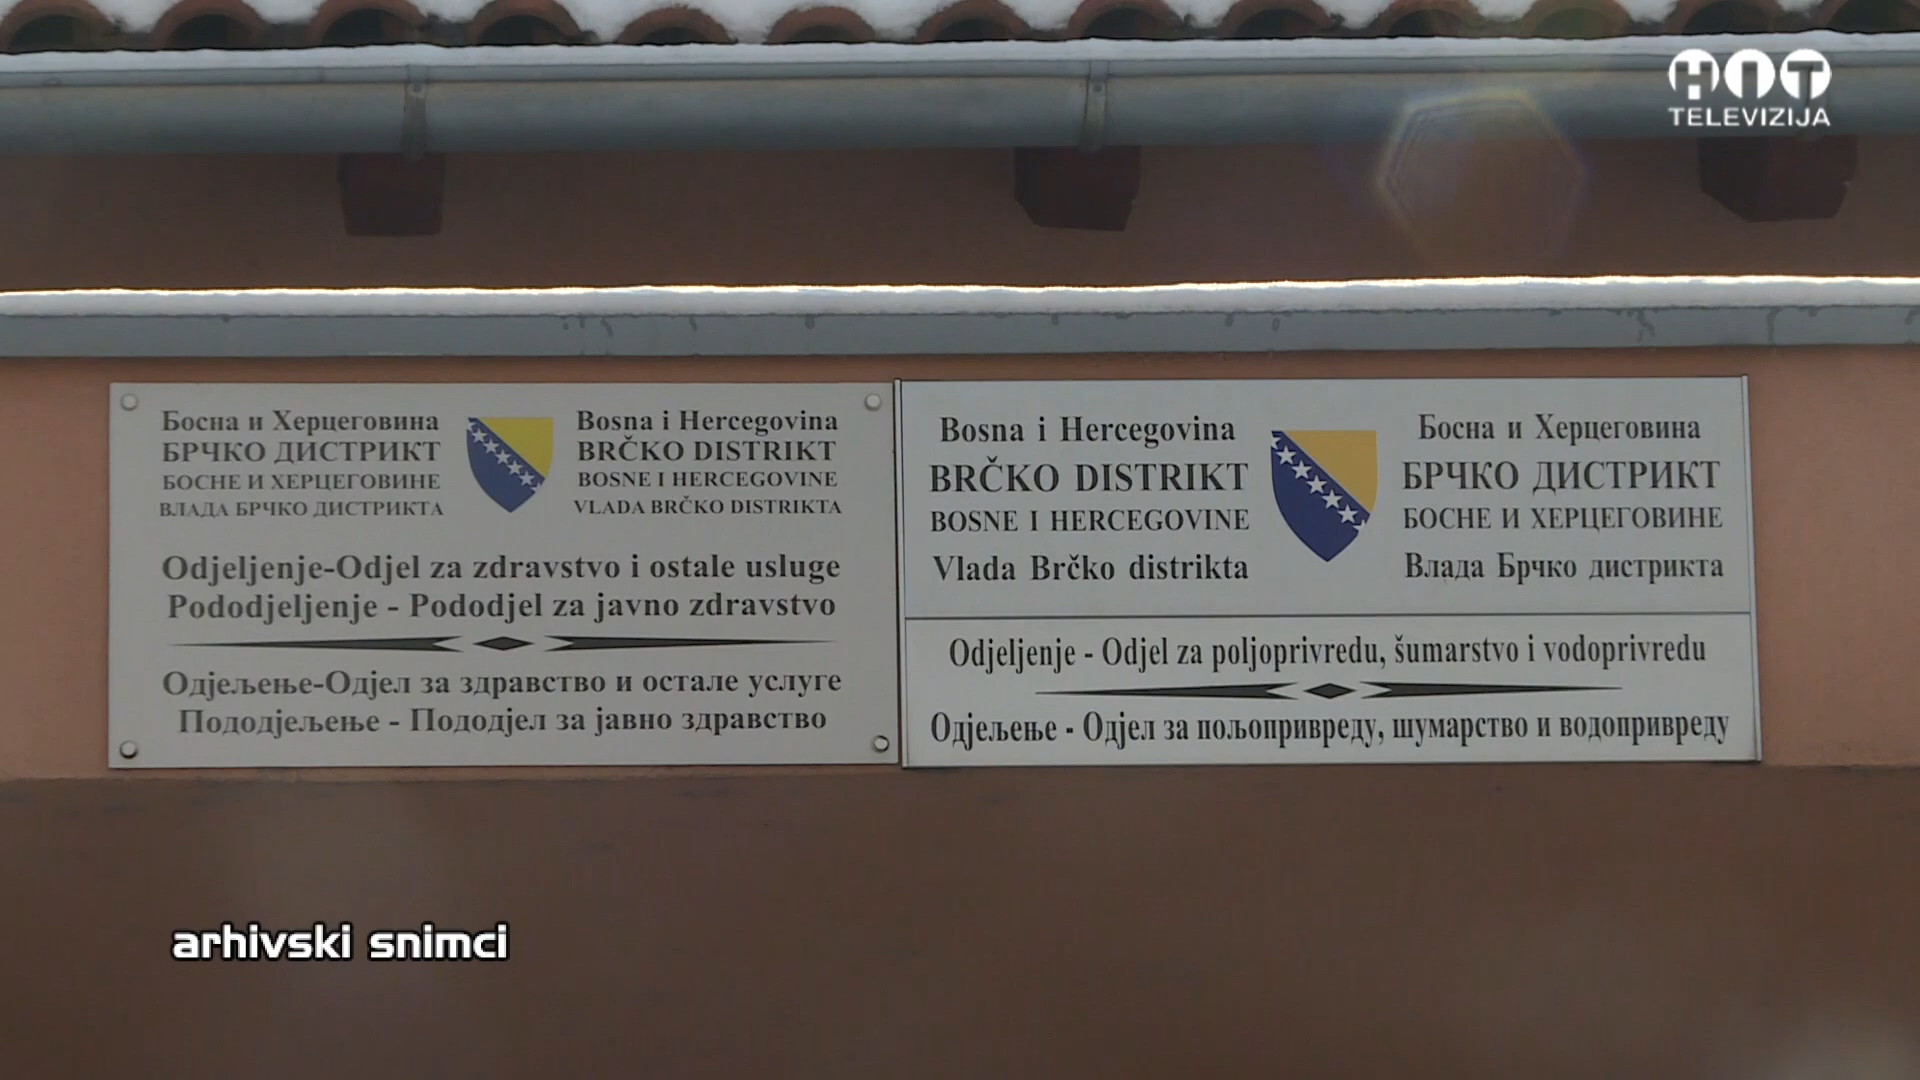 HIT
TELEVIZIJA
Босна и Херцеговина
БРЧКО ДИСТРИКТ
БОСНЕ И ХЕРЦЕГОВИНЕ
ВЛАДА БРЧКО ДИСТРИКТА
Bosna i Hercegovina
BRČKO DISTRIKT
BOSNE I HERCEGOVINE
VLADA BRČKO DISTRIKTA
Odjeljenje-Odjel za zdravstvo i ostale usluge
Pododjeljenje - Pododjel za javno zdravstvo
Одјељење-Одјел за здравство и остале услуге
Пододјељење - Пододјел за јавно здравство
Bosna i Hercegovina
BRČKO DISTRIKT
BOSNE I HERCEGOVINE
Vlada Brčko distrikta
Босна и Херцеговина
БРЧКО ДИСТРИКТ
БОСНЕ И ХЕРЦЕГОВИНЕ
Влада Брчко дистрикта
Odjeljenje - Odjel za poljoprivredu, šumarstvo i vodoprivredu
Одјељење - Одјел за пољопривреду, шумарство и водопривреду
arhivski snimci